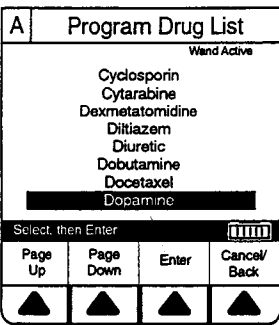 A Program Drug List
Wand Active
Cyclosporin
Cytarabine
Dexmetatomidine
Diltiazem
Diuretic
Dobutamine
Docetaxel
Dopamine
Select, then Enter
Page Up Page Down Enter Cancel/ Back